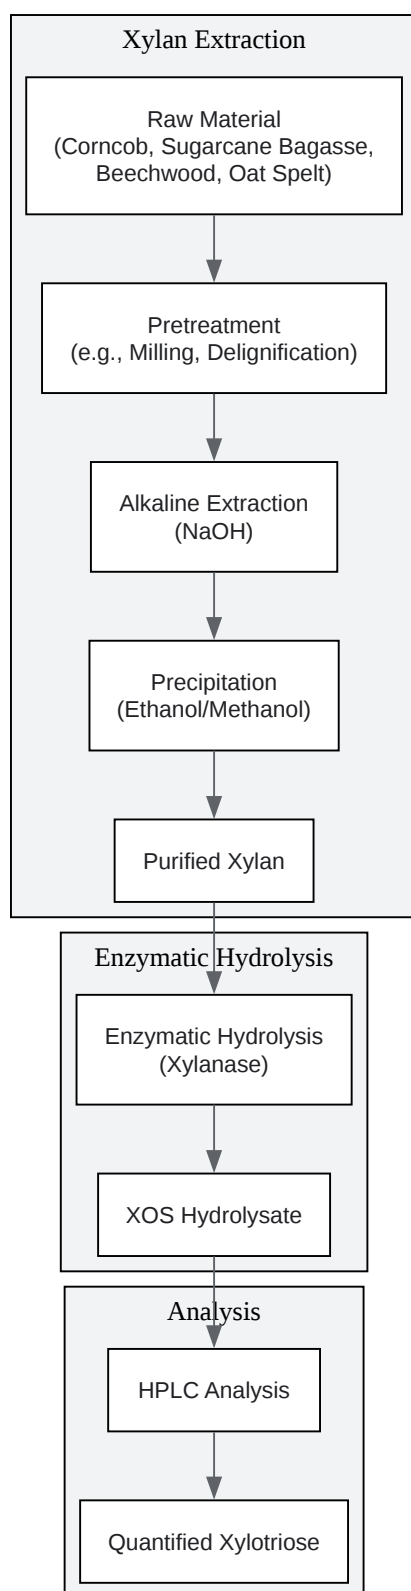 Xylan Extraction
Raw Material
(Corncob, Sugarcane Bagasse,
Beechwood, Oat Spelt)
Pretreatment
(e.g., Milling, Delignification)
Alkaline Extraction
(NaOH)
Precipitation
(Ethanol/Methanol)
Purified Xylan
Enzymatic Hydrolysis
Enzymatic Hydrolysis
(Xylanase)
XOS Hydrolysate
Analysis
HPLC Analysis
Quantified Xylotriose